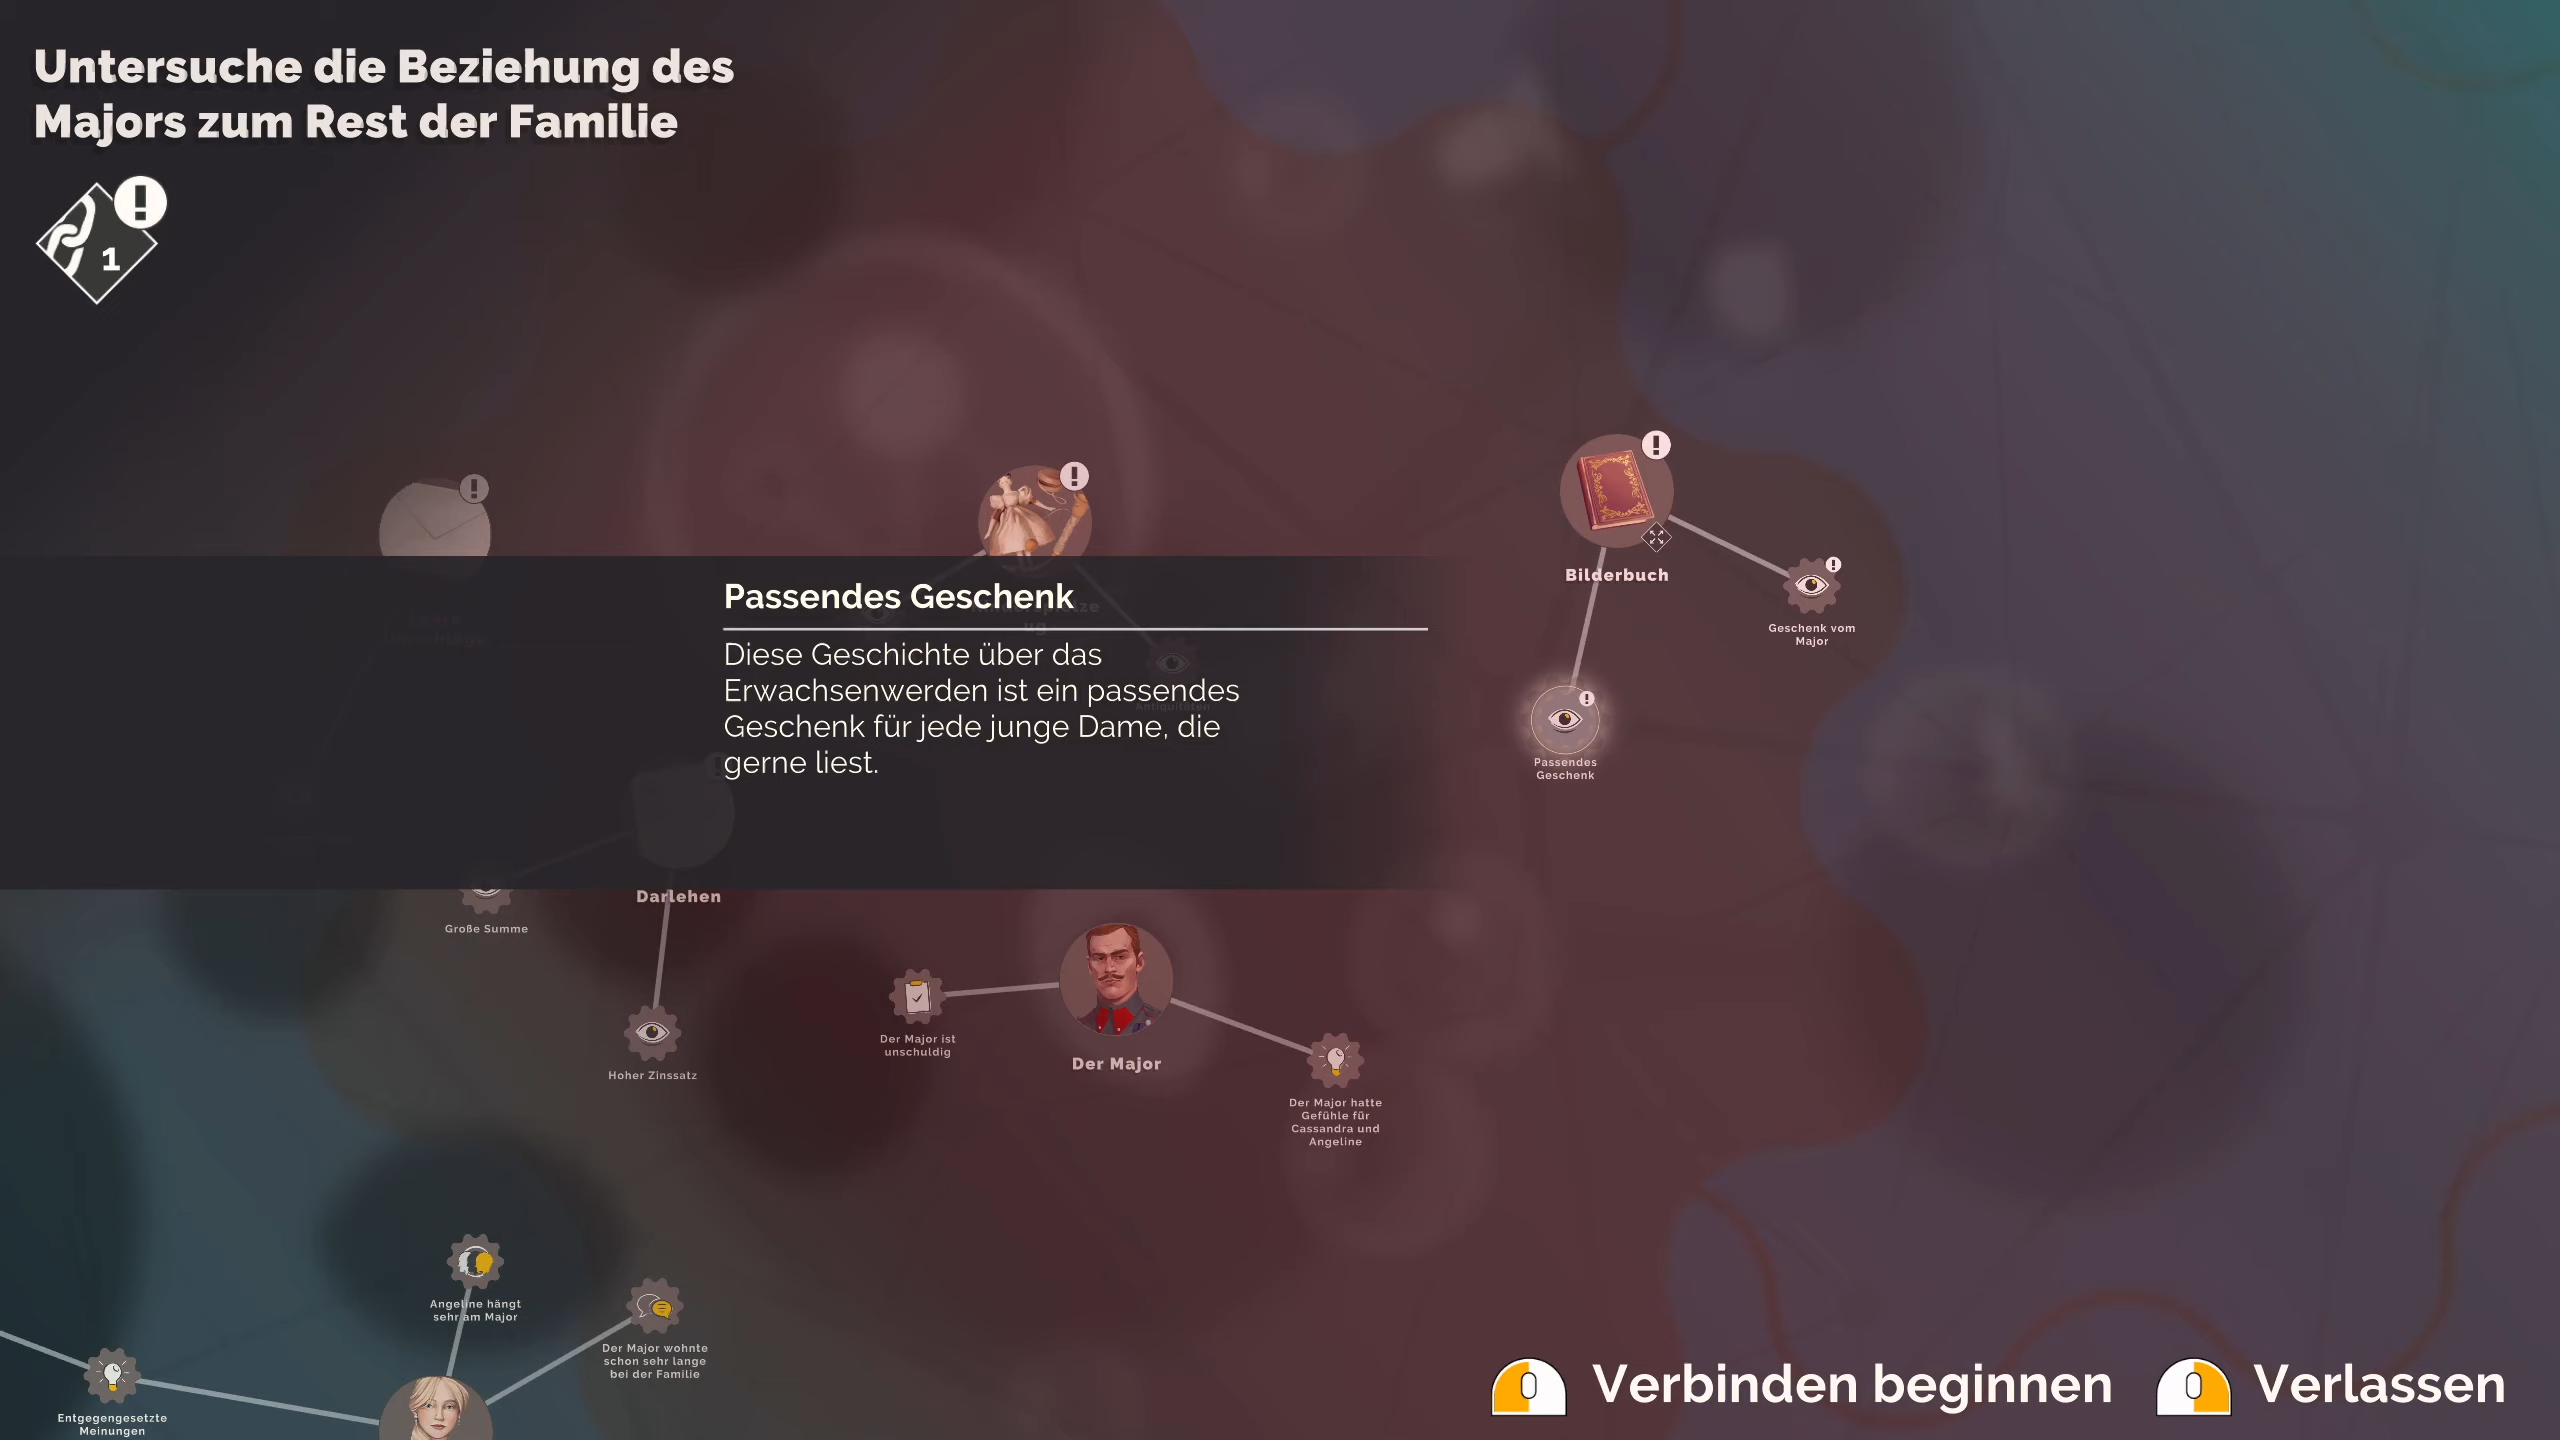 Untersuche die Beziehung des
Majors zum Rest der Familie
1
Bilderbuch
Geschenk vom
Major
Passendes Geschenk
Diese Geschichte über das
Erwachsenwerden ist ein passendes
Geschenk für jede junge Dame, die
gerne liest.
Antiquitäten
Passendes
Geschenk
Darlehen
Große Summe
Hoher Zinssatz
Der Major ist
unschuldig
Der Major
Der Major hatte
Gefühle für
Cassandra und
Angeline
Angeline hängt
sehr am Major
Der Major wohnte
schon sehr lange
bei der Familie
Entgegengesetzte
Meinungen
Verbinden beginnen
Verlassen